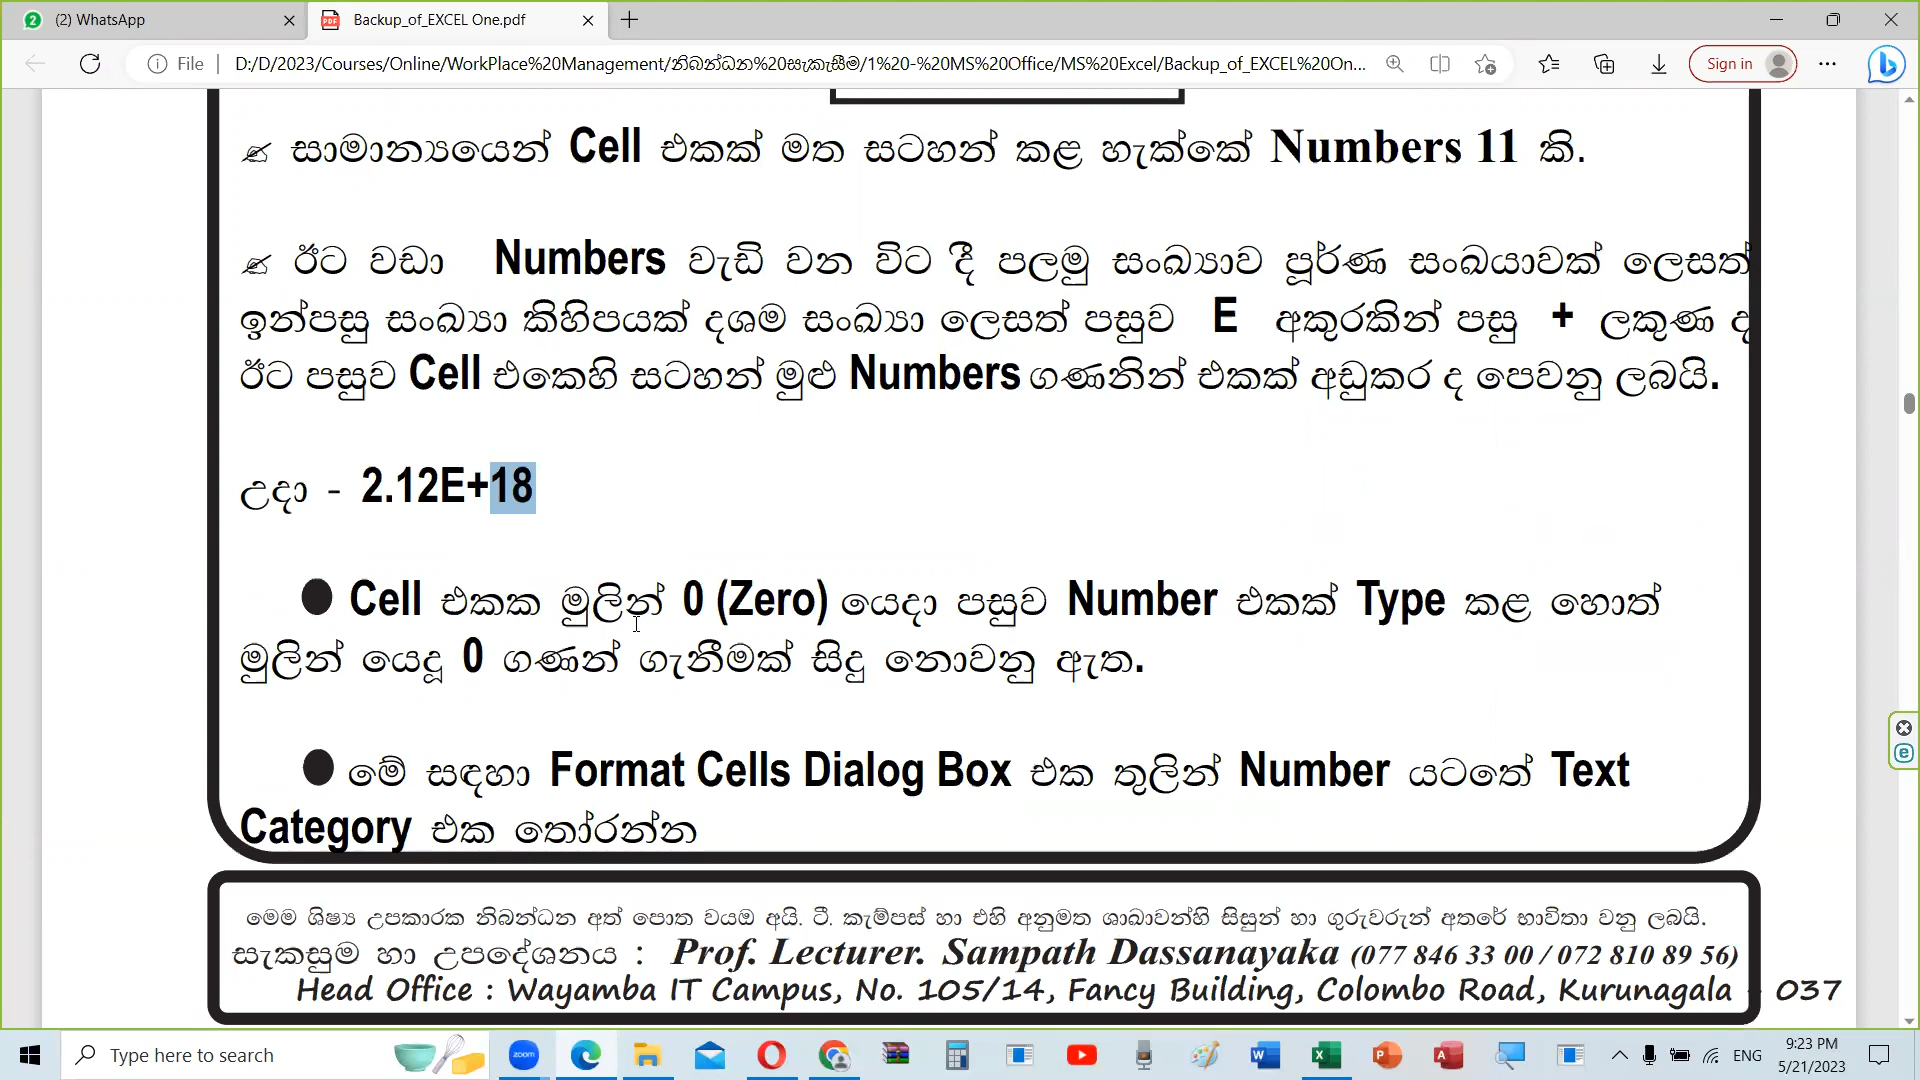 (2) WhatsApp
Backup_of_EXCEL One.pdf
File
D:/D/2023/Courses/Online/WorkPlace%20Management/නිබන්ධන%20සැකැසීම/1%20-%20MS%20Office/MS%20Excel/Backup_of_EXCEL%20On...
Sign in
සාමාන්‍යයෙන් Cell එකක් මත සටහන් කළ හැක්කේ Numbers 11 කි.
ඊට වඩා Numbers වැඩි වන විට දී පලමු සංඛ්‍යාව පූර්ණ සංඛයාවක් ලෙසත්
ඉන්පසු සංඛ්‍යා කිහිපයක් දශම සංඛ්‍යා ලෙසත් පසුව E අකුරකින් පසු + ලකුණ ද
ඊට පසුව Cell එකෙහි සටහන් මුළු Numbers ගණනින් එකක් අඩුකර ද පෙවනු ලබයි.
උදා - 2.12E+18
● Cell එකක මුලින් 0 (Zero) යෙදා පසුව Number එකක් Type කළ හොත්
මුලින් යෙදූ 0 ගණන් ගැනීමක් සිදු නොවනු ඇත.
● මේ සඳහා Format Cells Dialog Box එක තුලින් Number යටතේ Text
Category එක තෝරන්න
මෙම ශිෂ්‍ය උපකාරක නිබන්ධන අත් පොත වයඹ අයි. ටී. කැම්පස් හා එහි අනුමත ශාඛාවන්හි සිසුන් හා ගුරුවරුන් අතරේ භාවිතා වනු ලබයි.
සැකසුම හා උපදේශනය : Prof. Lecturer. Sampath Dassanayaka (077 846 33 00 / 072 810 89 56)
Head Office : Wayamba IT Campus, No. 105/14, Fancy Building, Colombo Road, Kurunagala - 037
Type here to search
zoom
ENG
9:23 PM
5/21/2023